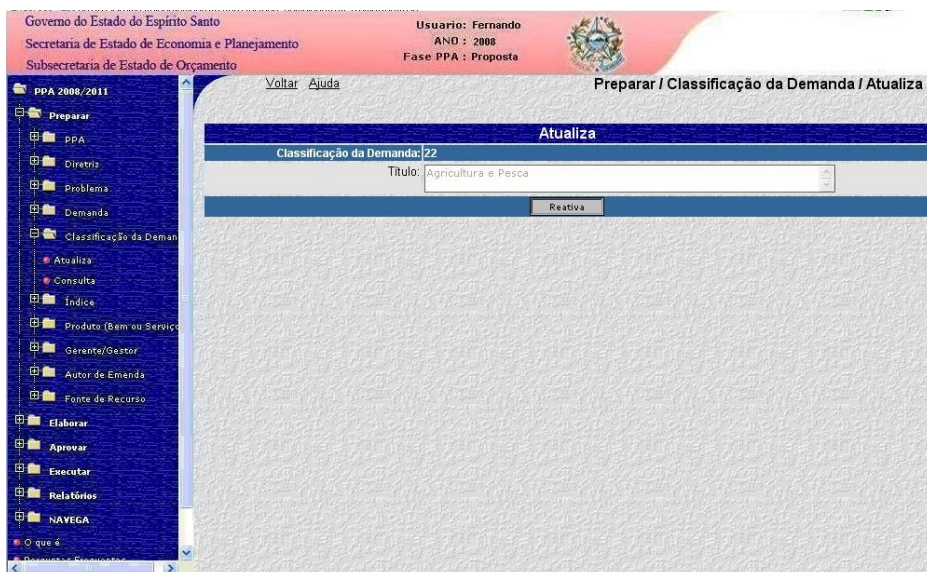 Governo do Estado do Espírito Santo
Secretaria de Estado de Economia e Planejamento
Subsecretaria de Estado de Orçamento
Usuario: Fernando
ANO : 2008
Fase PPA : Proposta
Voltar Ajuda
Preparar / Classificação da Demanda / Atualiza
PPA 2008/2011
Preparar
PPA
Diretriz
Problema
Demanda
Classificação da Deman
Atualiza
Consulta
Índice
Produto (Bem ou Serviço
Gerente/Gestor
Autor de Emenda
Fonte de Recurso
Elaborar
Aprovar
Executar
Relatórios
NAVEGA
O que é
Perguntas Frequentes
Atualiza
Classificação da Demanda: 22
Título: Agricultura e Pesca
Reativa